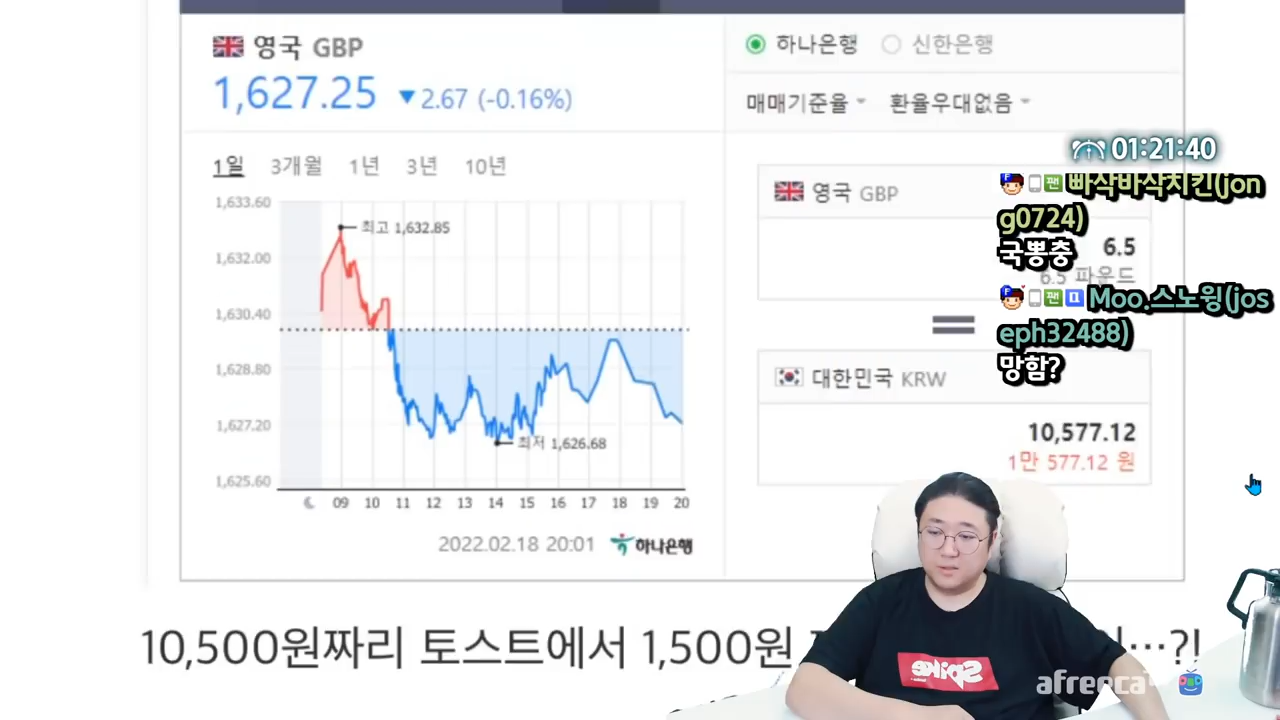 영국 GBP
1,627.25 ▼2.67 (-0.16%)
1일 3개월 1년 3년 10년
1,633.60
1,632.00
1,630.40
1,628.80
1,627.20
1,625.60
최고 1,632.85
최저 1,626.68
09 10 11 12 13 14 15 16 17 18 19 20
2022.02.18 20:01 하나은행
하나은행 신한은행
매매기준율 환율우대없음
영국 GBP
6.5
6.5 파운드
대한민국 KRW
10,577.12
1만 577.12 원
01:21:40
빠삭바삭치킨(jon
g0724)
국뽕충
Moo.스노윙(jos
eph32488)
망함?
10,500원짜리 토스트에서 1,500원 …?!
Spike
afreeca